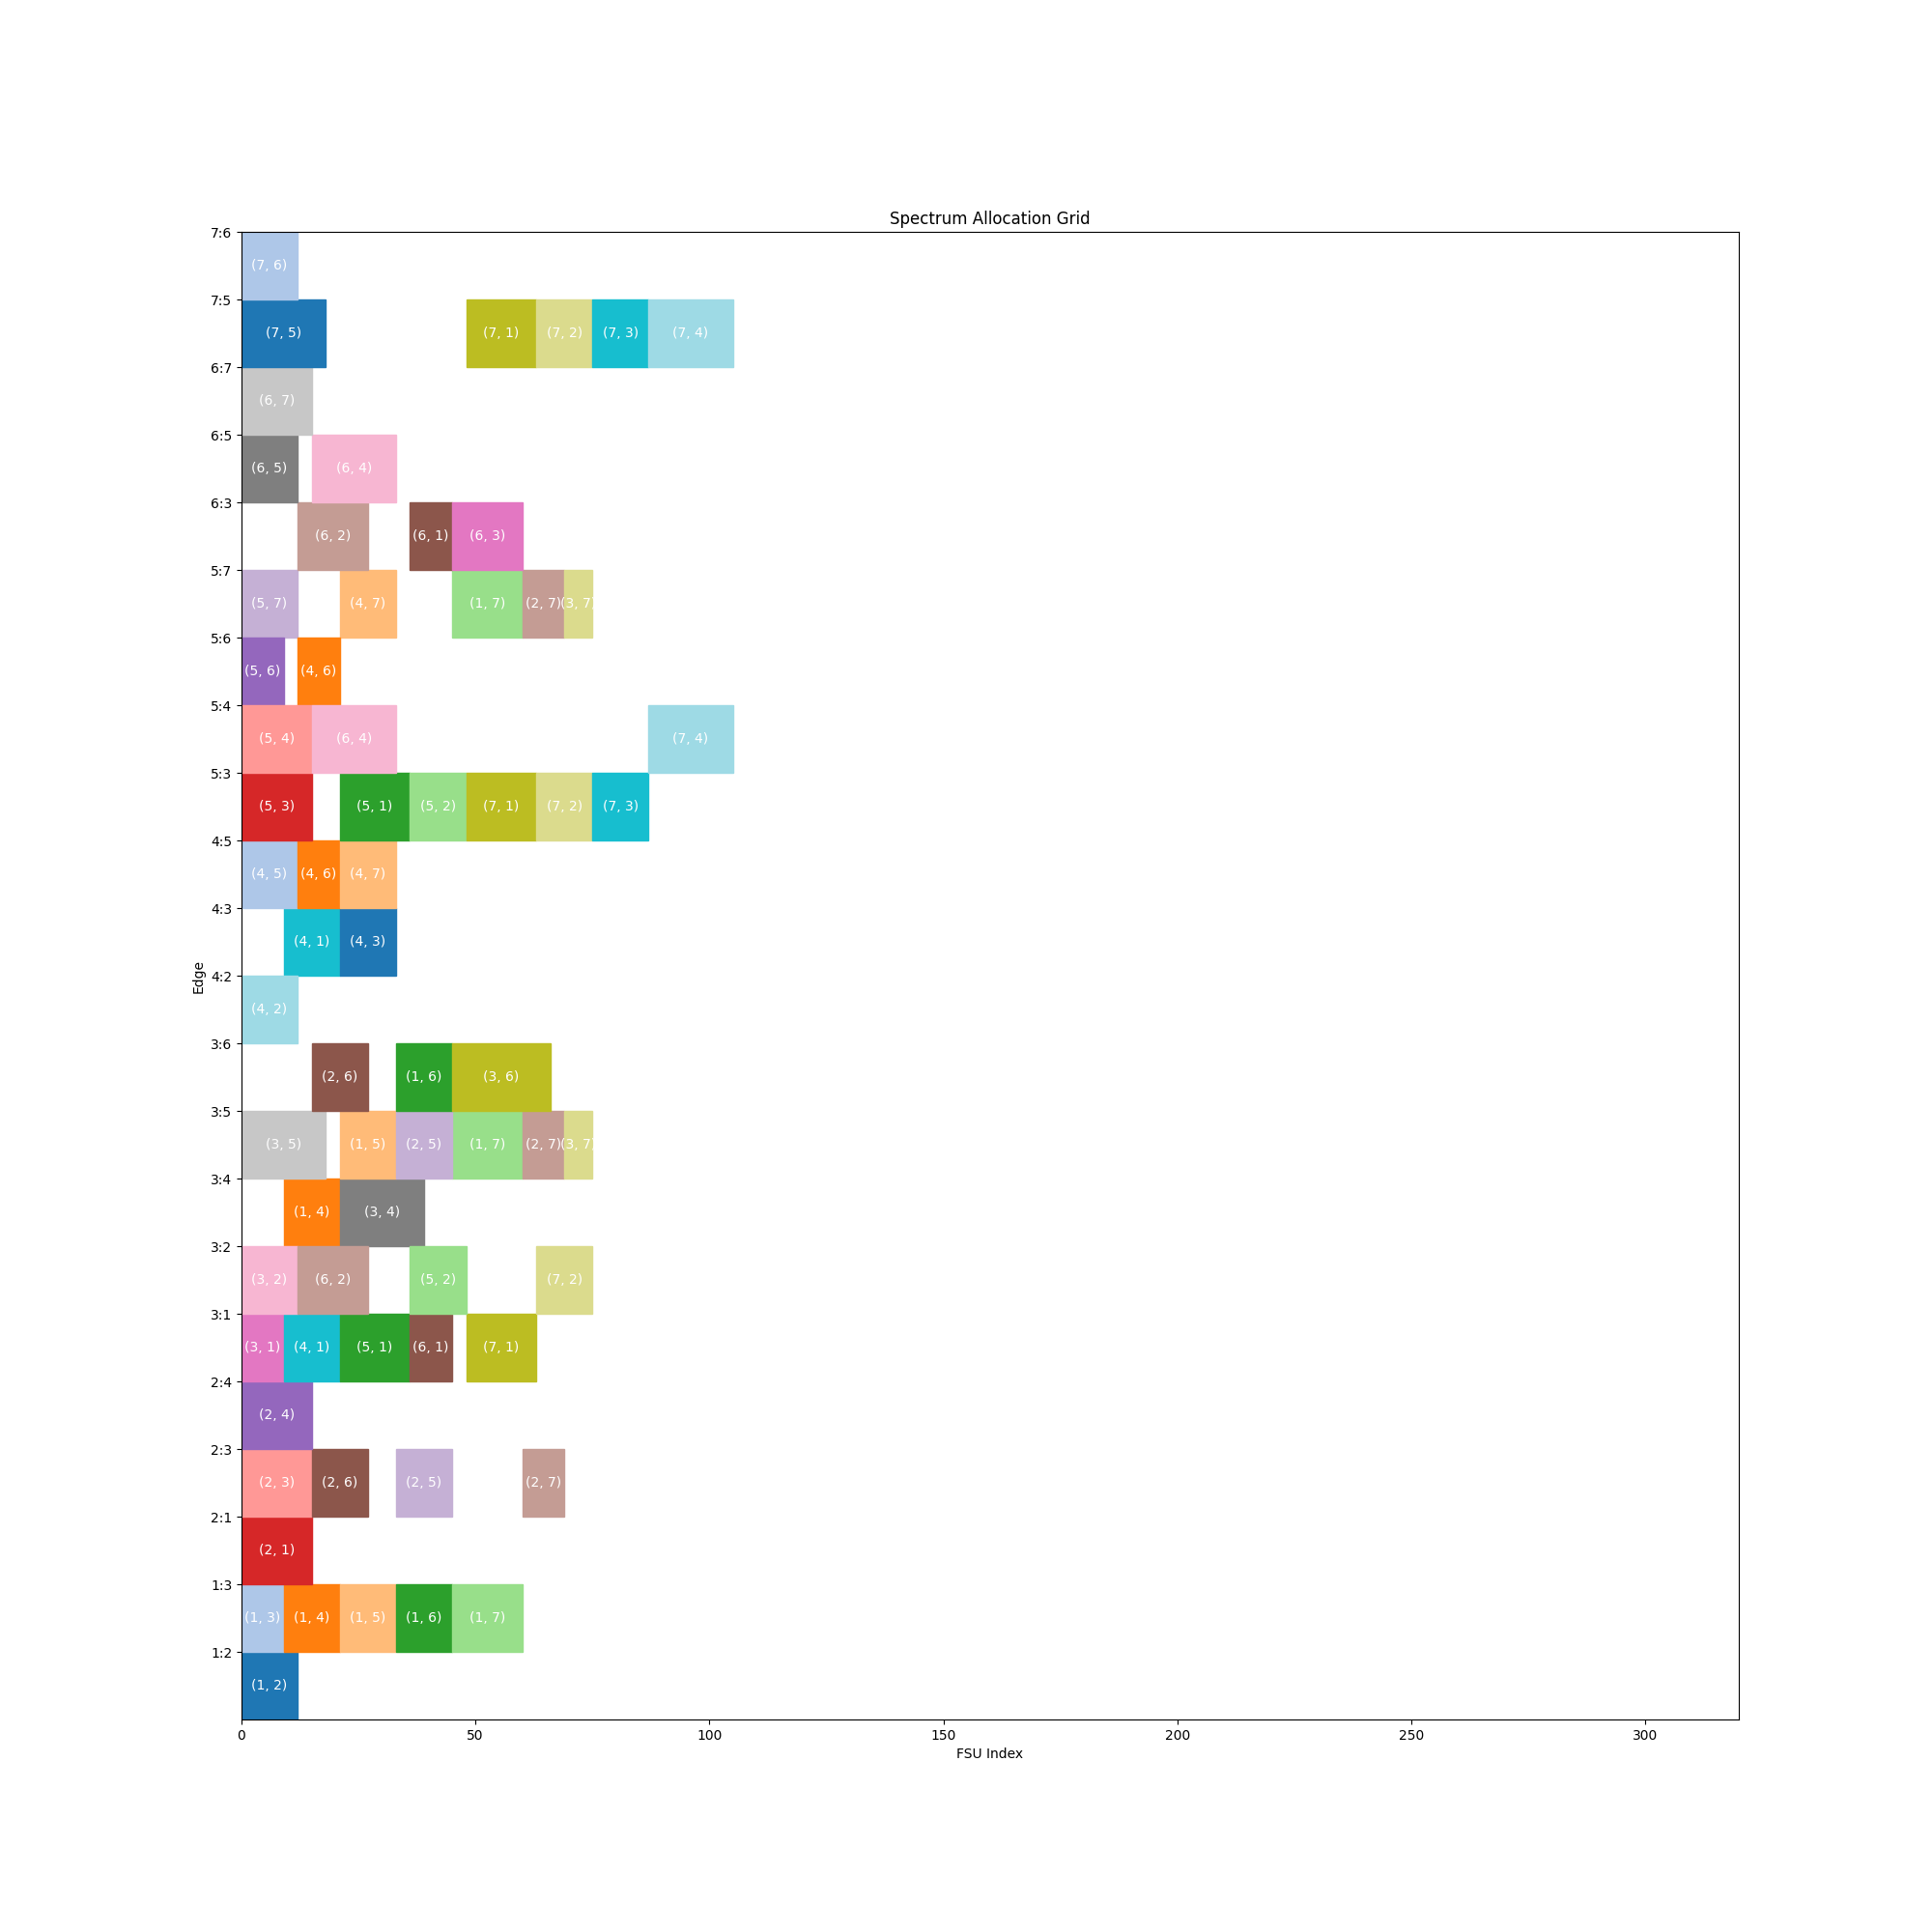 Spectrum Allocation Grid
7:6
(7, 6)
7:5
(7, 5) (7, 1) (7, 2) (7, 3) (7, 4)
6:7
(6, 7)
6:5
(6, 5) (6, 4)
6:3
(6, 2) (6, 1) (6, 3)
5:7
(5, 7) (4, 7) (1, 7) (2, 7) (3, 7)
5:6
(5, 6) (4, 6)
5:4
(5, 4) (6, 4) (7, 4)
5:3
(5, 3) (5, 1) (5, 2) (7, 1) (7, 2) (7, 3)
4:5
(4, 5) (4, 6) (4, 7)
4:3
(4, 1) (4, 3)
Edge
4:2
(4, 2)
3:6
(2, 6) (1, 6) (3, 6)
3:5
(3, 5) (1, 5) (2, 5) (1, 7) (2, 7) (3, 7)
3:4
(1, 4) (3, 4)
3:2
(3, 2) (6, 2) (5, 2) (7, 2)
3:1
(3, 1) (4, 1) (5, 1) (6, 1) (7, 1)
2:4
(2, 4)
2:3
(2, 3) (2, 6) (2, 5) (2, 7)
2:1
(2, 1)
1:3
(1, 3) (1, 4) (1, 5) (1, 6) (1, 7)
1:2
(1, 2)
0 50 100 150 200 250 300
FSU Index